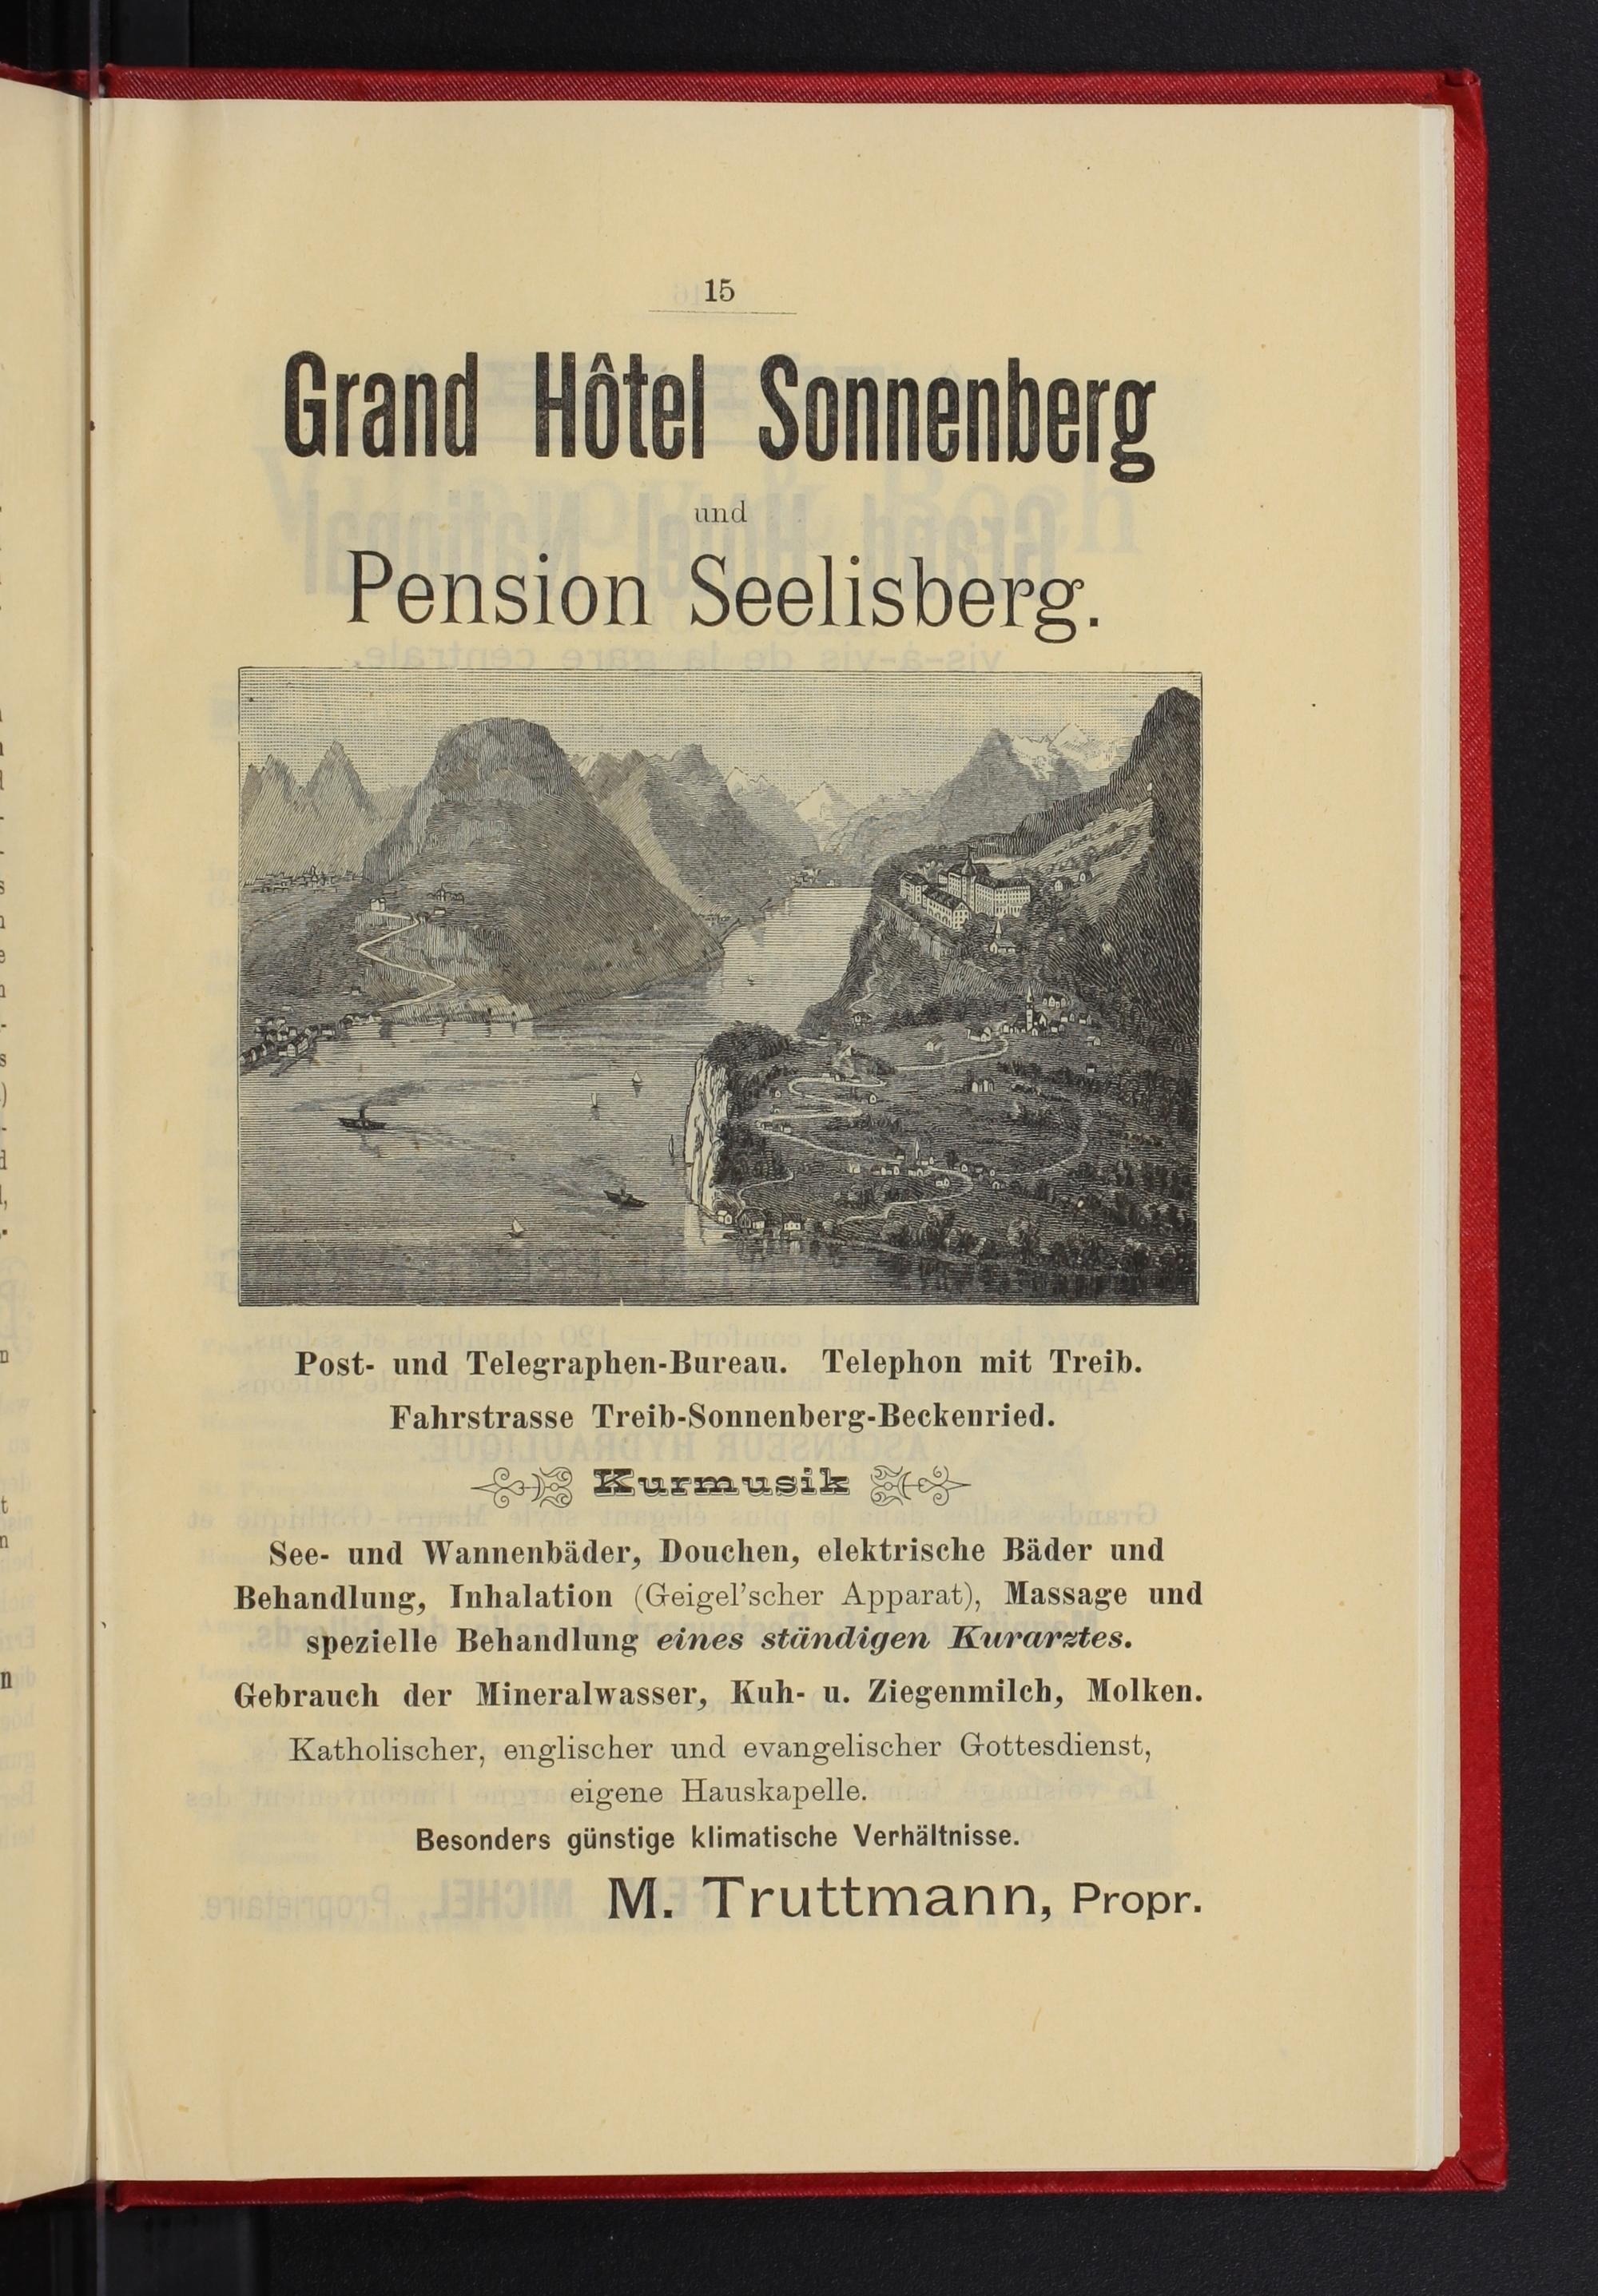 15
Grand Hôtel Sonnenberg
und
Pension Seelisberg.
Post- und Telegraphen-Bureau. Telephon mit Treib.
Fahrstrasse Treib-Sonnenberg-Beckenried.
Kurmusik
See- und Wannenbäder, Douchen, elektrische Bäder und
Behandlung, Inhalation (Geigel'scher Apparat), Massage und
spezielle Behandlung eines ständigen Kurarztes.
Gebrauch der Mineralwasser, Kuh- u. Ziegenmilch, Molken.
Katholischer, englischer und evangelischer Gottesdienst,
eigene Hauskapelle.
Besonders günstige klimatische Verhältnisse.
M. Truttmann, Propr.